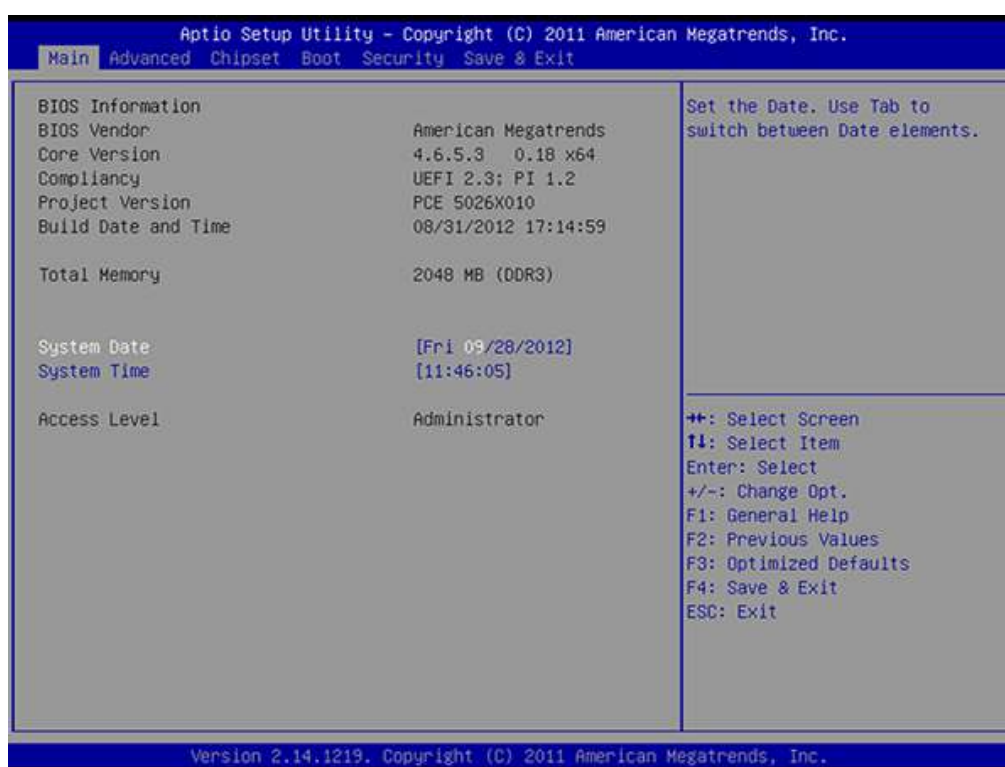 Aptio Setup Utility – Copyright (C) 2011 American Megatrends, Inc.
Main Advanced Chipset Boot Security Save & Exit
BIOS Information
BIOS Vendor American Megatrends
Core Version 4.6.5.3 0.18 x64
Compliancy UEFI 2.3; PI 1.2
Project Version PCE 5026X010
Build Date and Time 08/31/2012 17:14:59
Total Memory 2048 MB (DDR3)
System Date [Fri 09/28/2012]
System Time [11:46:05]
Access Level Administrator
Set the Date. Use Tab to
switch between Date elements.
→←: Select Screen
↑↓: Select Item
Enter: Select
+/-: Change Opt.
F1: General Help
F2: Previous Values
F3: Optimized Defaults
F4: Save & Exit
ESC: Exit
Version 2.14.1219. Copyright (C) 2011 American Megatrends, Inc.